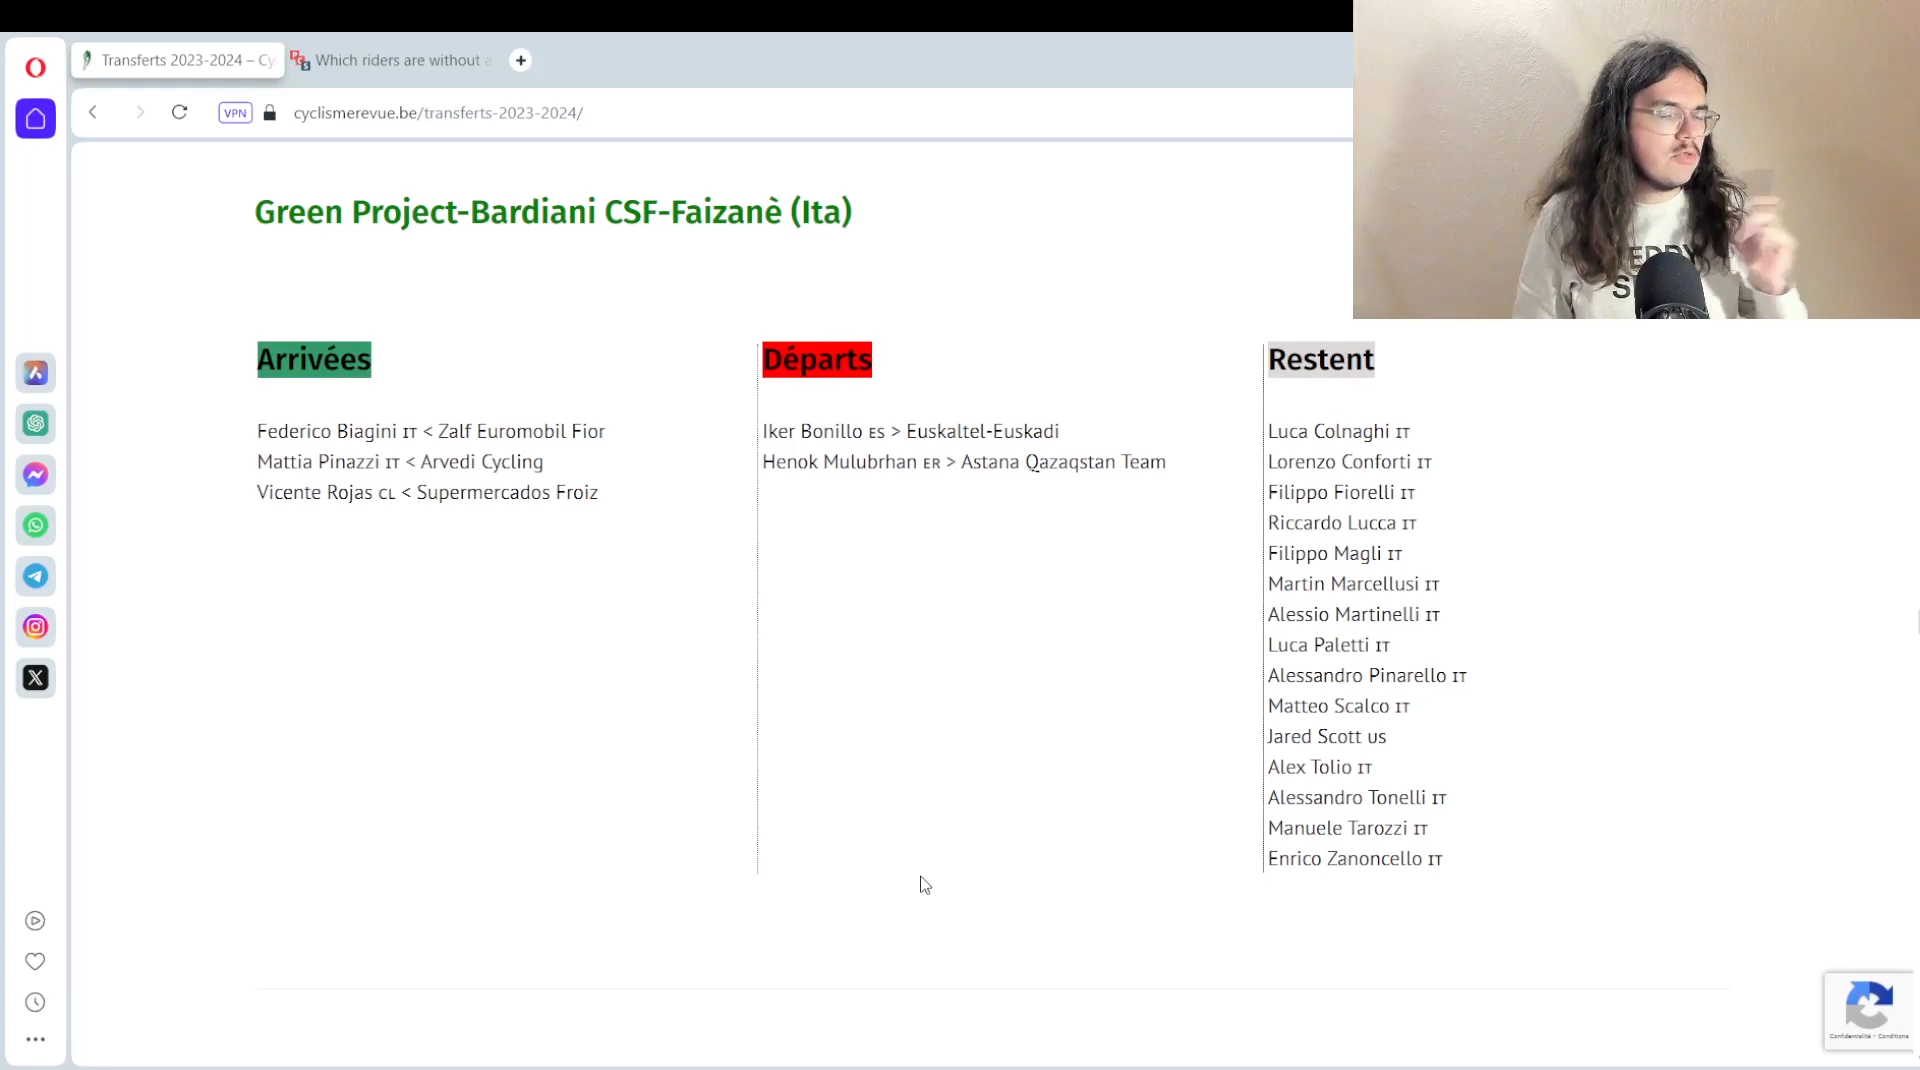 Transferts 2023-2024 – Cy
Which riders are without a
VPN
cyclismerevue.be/transferts-2023-2024/
Green Project-Bardiani CSF-Faizanè (Ita)
Arrivées
Federico Biagini IT < Zalf Euromobil Fior
Mattia Pinazzi IT < Arvedi Cycling
Vicente Rojas CL < Supermercados Froiz
Départs
Iker Bonillo ES > Euskaltel-Euskadi
Henok Mulubrhan ER > Astana Qazaqstan Team
Restent
Luca Colnaghi IT
Lorenzo Conforti IT
Filippo Fiorelli IT
Riccardo Lucca IT
Filippo Magli IT
Martin Marcellusi IT
Alessio Martinelli IT
Luca Paletti IT
Alessandro Pinarello IT
Matteo Scalco IT
Jared Scott US
Alex Tolio IT
Alessandro Tonelli IT
Manuele Tarozzi IT
Enrico Zanoncello IT
Confidentialité - Conditions